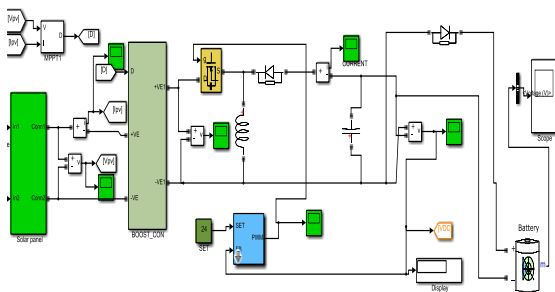 [Vpv]
[Ipv]
V
I
D
MPPT1
[D]
[D]
D
CURRENT
g
D
S
+VE1
+
-
In1
Conn1
+
-
[Ipv]
+VE
+
-
v
+
-
v
+
-
v
[Vpv]
In2
Conn2
-VE
-VE1
Solar panel
BOOST_CON
24
SET
SET
PWM
[VDC]
Display
Scope
Battery
+
-
m